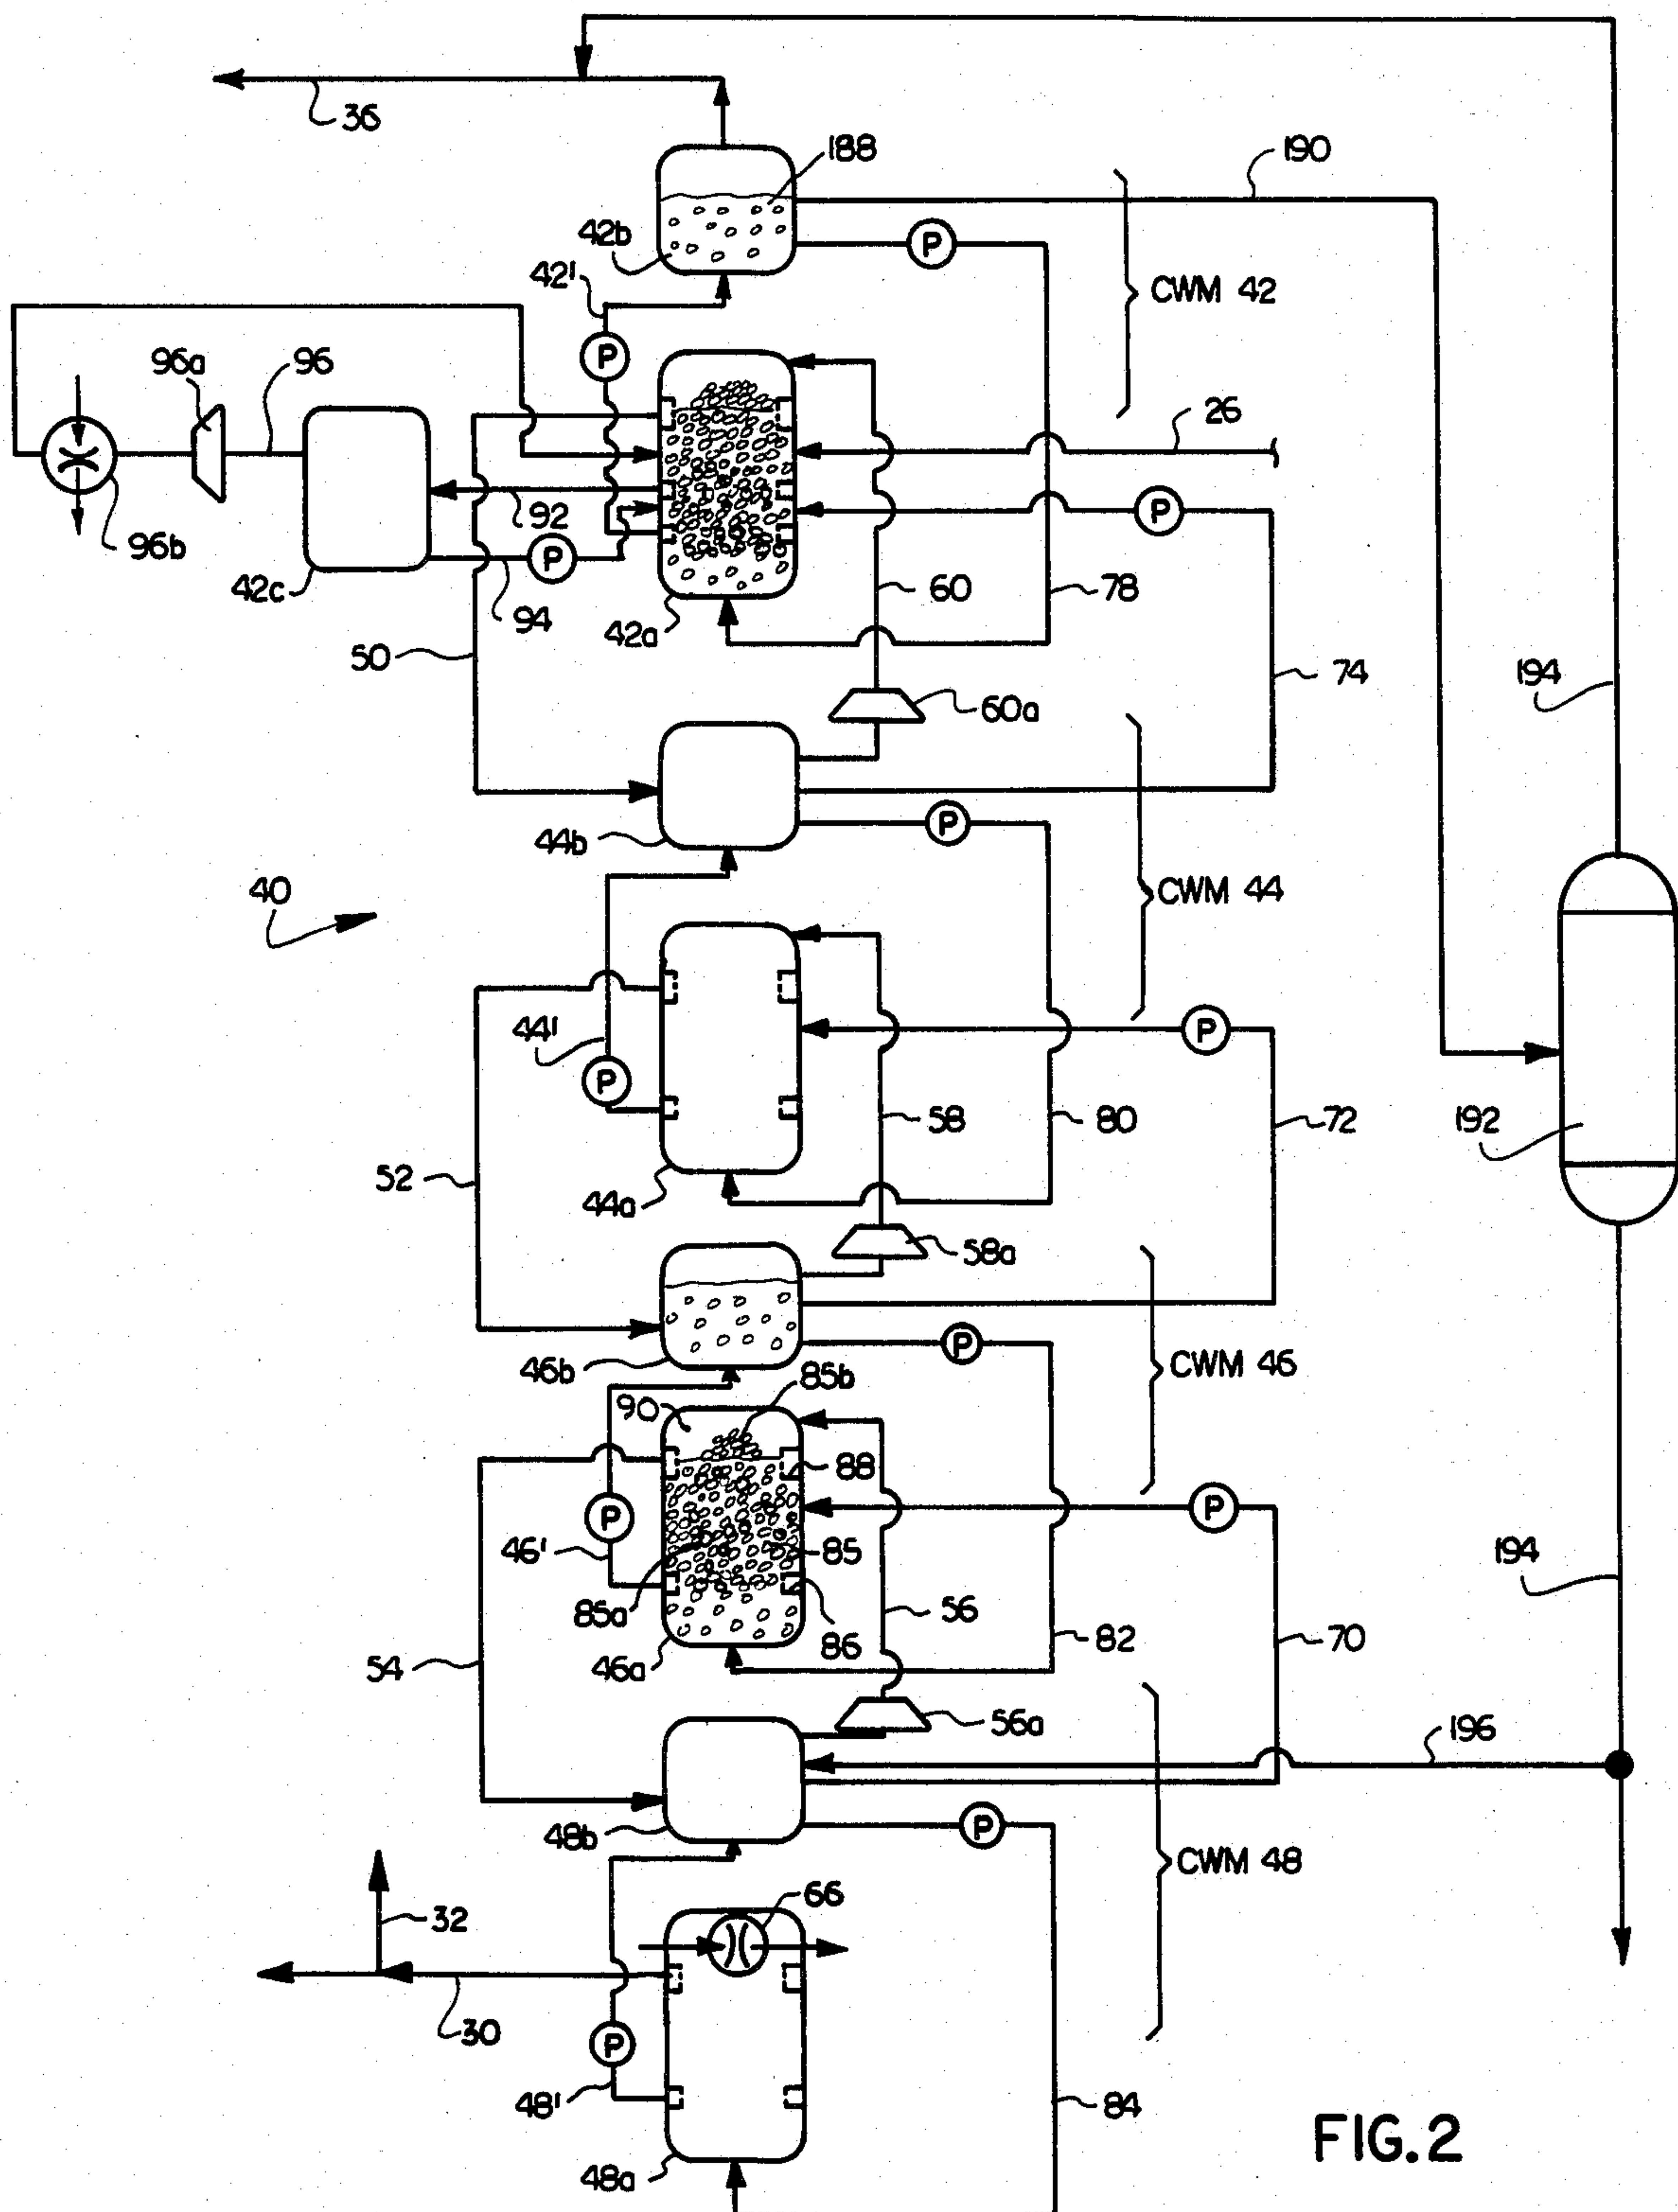 36
188
190
42b
P
42'
CWM 42
P
96a
96
26
92
P
96b
P
42c
94
42a
60
78
50
74
194
60a
44b
P
40
CWM 44
44'
P
P
58
80
72
192
52
44a
58a
46b
P
CWM 46
85b
90
88
P
P
46'
85
194
85a
56
86
82
70
54
46a
56a
196
48b
P
CWM 48
66
32
30
P
48'
84
48a
FIG.2